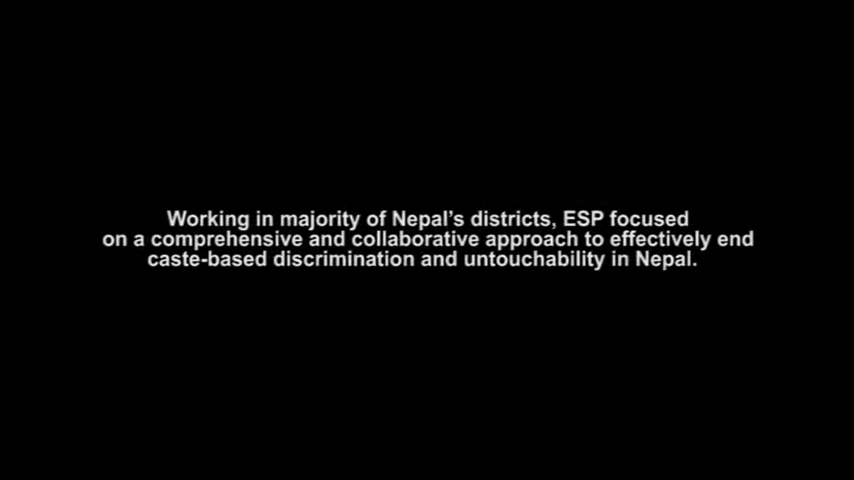 Working in majority of Nepal's districts, ESP focused
on a comprehensive and collaborative approach to effectively end
caste-based discrimination and untouchability in Nepal.